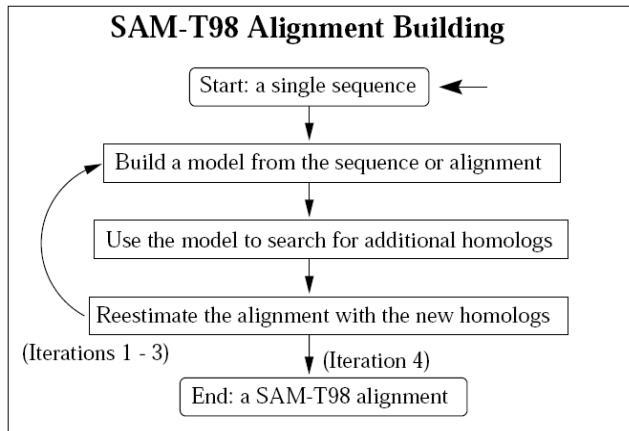 SAM-T98 Alignment Building
Start: a single sequence
Build a model from the sequence or alignment
Use the model to search for additional homologs
Reestimate the alignment with the new homologs
(Iterations 1 - 3)
(Iteration 4)
End: a SAM-T98 alignment